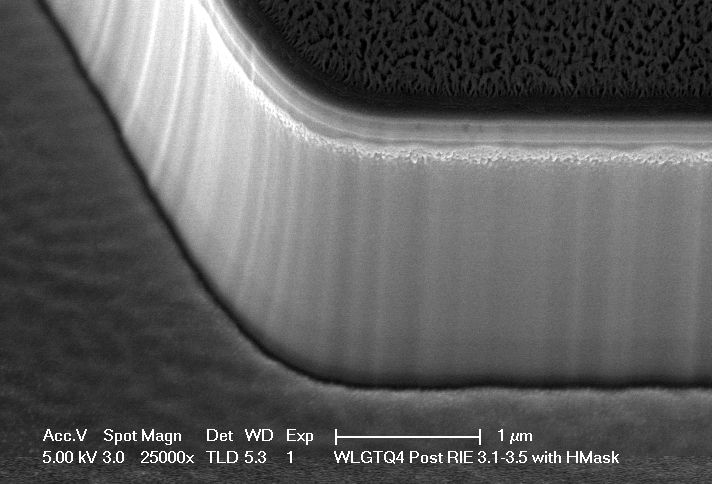 Acc.V Spot Magn Det WD Exp 1 µm
5.00 kV 3.0 25000x TLD 5.3 1 WLGTQ4 Post RIE 3.1-3.5 with HMask